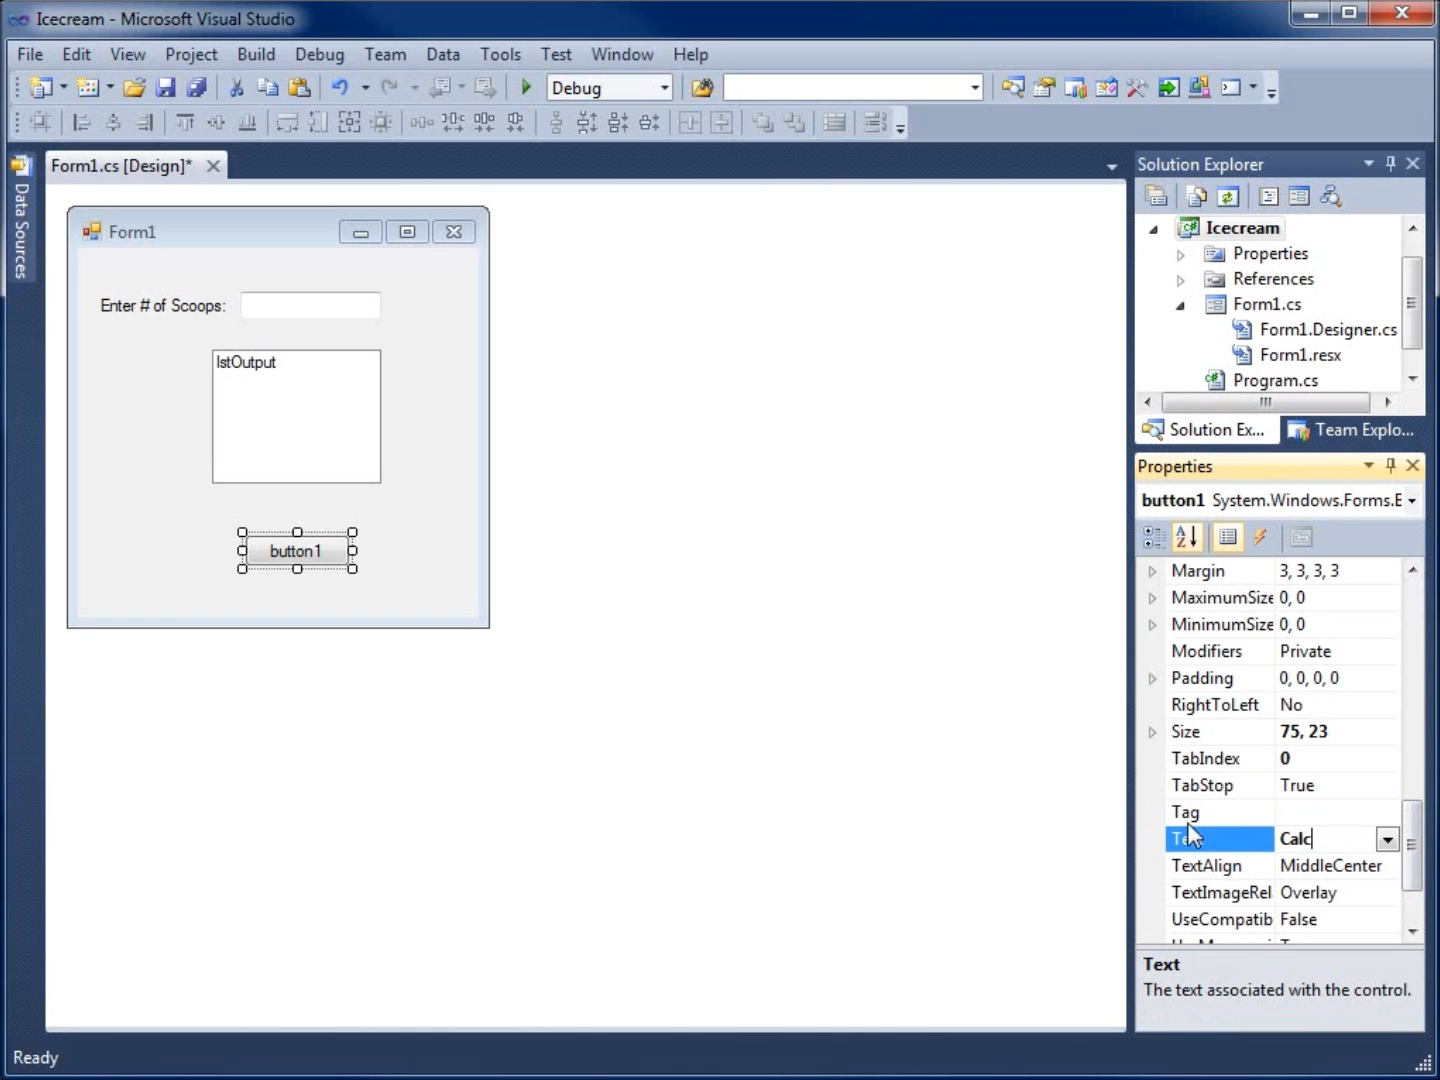 Icecream - Microsoft Visual Studio
File Edit View Project Build Debug Team Data Tools Test Window Help
Debug
Data Sources
Form1.cs [Design]*
Form1
Enter # of Scoops:
lstOutput
button1
Solution Explorer
Icecream
Properties
References
Form1.cs
Form1.Designer.cs
Form1.resx
Program.cs
Solution Ex... Team Explo...
Properties
button1 System.Windows.Forms.E
Margin 3, 3, 3, 3
MaximumSize 0, 0
MinimumSize 0, 0
Modifiers Private
Padding 0, 0, 0, 0
RightToLeft No
Size 75, 23
TabIndex 0
TabStop True
Tag
Calc
TextAlign MiddleCenter
TextImageRel Overlay
UseCompatib False
Text
The text associated with the control.
Ready